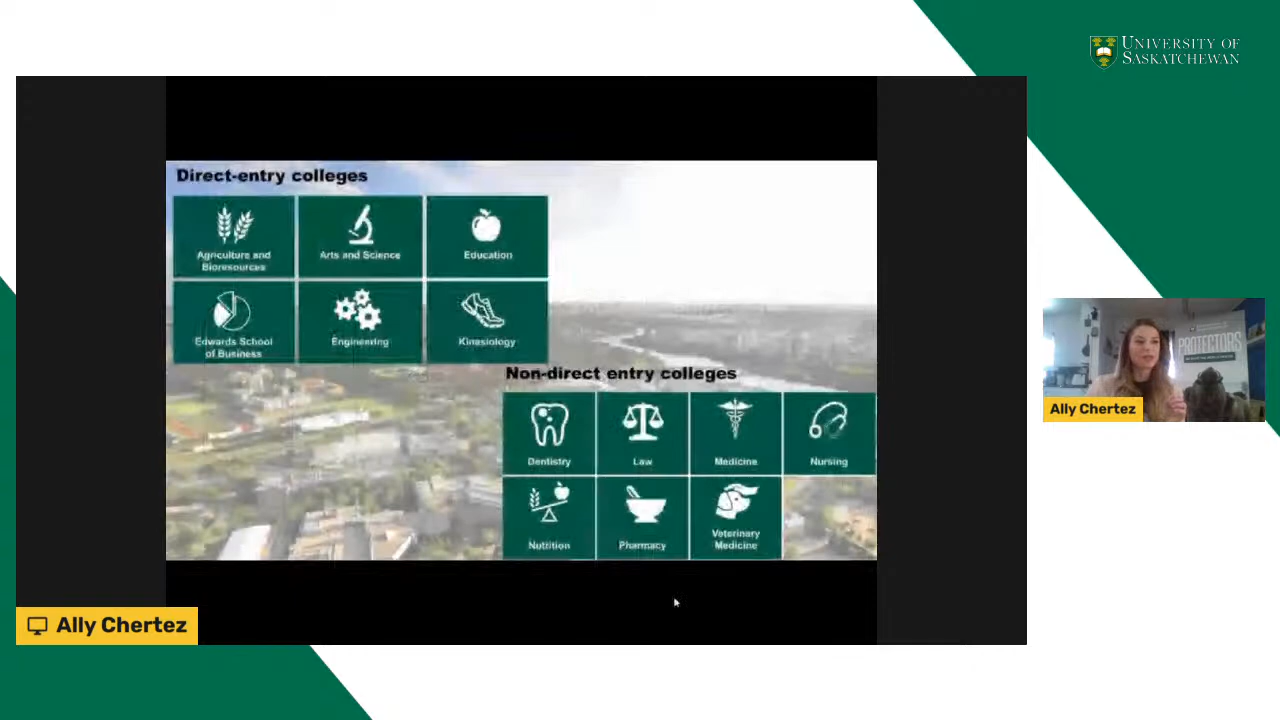 UNIVERSITY OF
SASKATCHEWAN
Direct-entry colleges
Agriculture and
Bioresources
Arts and Science
Education
Edwards School
of Business
Engineering
Kinesiology
Non-direct entry colleges
Dentistry
Law
Medicine
Nursing
Nutrition
Pharmacy
Veterinary
Medicine
PROTECTORS
Ally Chertez
Ally Chertez